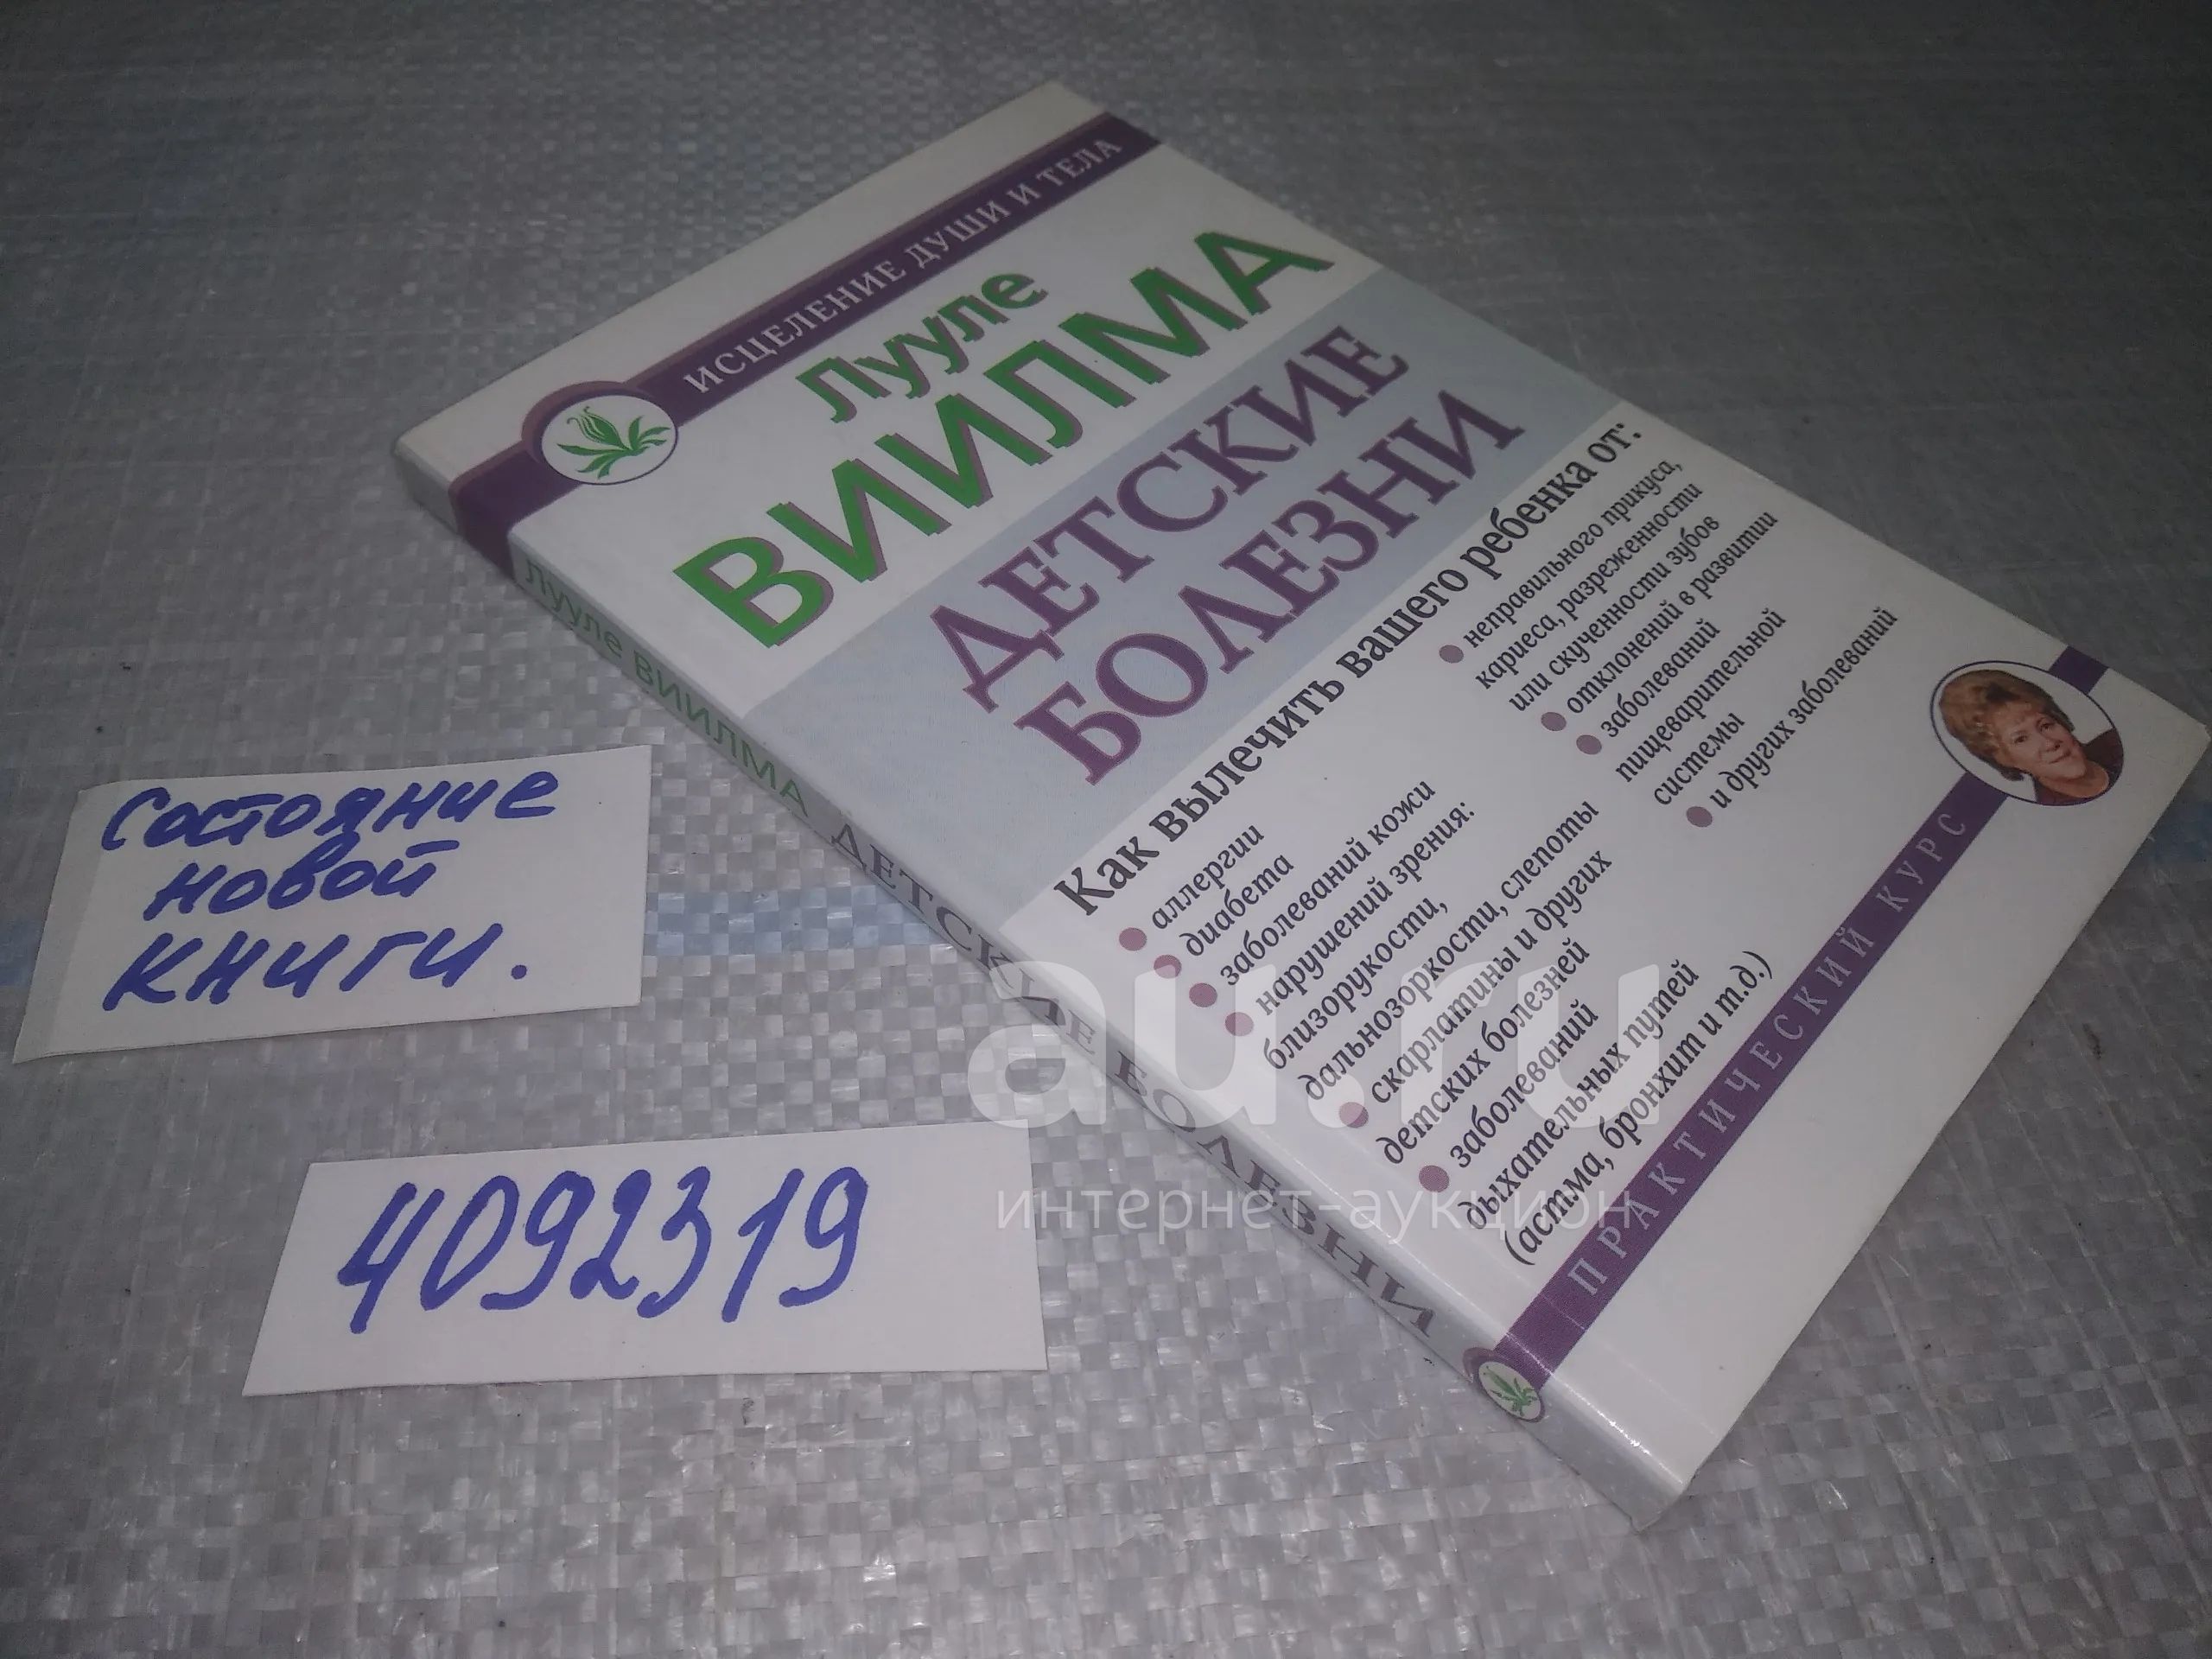 ИСЦЕЛЕНИЕ ДУШИ И ТЕЛА
Лууле
ВИИЛМА
ДЕТСКИЕ
БОЛЕЗНИ
Как вылечить вашего ребенка от:
• аллергии
• диабета
• заболеваний кожи
• нарушений зрения:
близорукости,
дальнозоркости, слепоты
• скарлатины и других
детских болезней
• заболеваний
дыхательных путей
(астма, бронхит и т.д.)
• неправильного прикуса,
кариеса, разреженности
или скученности зубов
• отклонений в развитии
• заболеваний
пищеварительной
системы
• и других заболеваний
ПРАКТИЧЕСКИЙ КУРС
Лууле ВИИЛМА ДЕТСКИЕ БОЛЕЗНИ
Состояние
новой
книги.
4092319
au.ru
интернет-аукцион